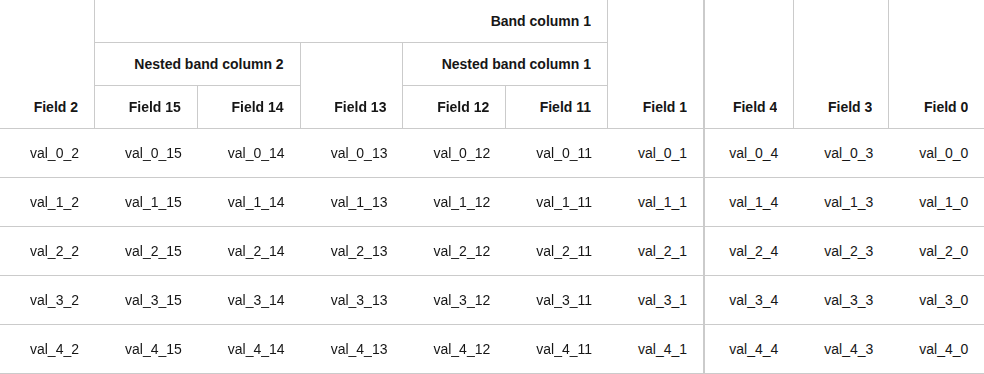 Band column 1
Nested band column 2 Nested band column 1
Field 2 Field 15 Field 14 Field 13 Field 12 Field 11 Field 1 Field 4 Field 3 Field 0
val_0_2 val_0_15 val_0_14 val_0_13 val_0_12 val_0_11 val_0_1 val_0_4 val_0_3 val_0_0
val_1_2 val_1_15 val_1_14 val_1_13 val_1_12 val_1_11 val_1_1 val_1_4 val_1_3 val_1_0
val_2_2 val_2_15 val_2_14 val_2_13 val_2_12 val_2_11 val_2_1 val_2_4 val_2_3 val_2_0
val_3_2 val_3_15 val_3_14 val_3_13 val_3_12 val_3_11 val_3_1 val_3_4 val_3_3 val_3_0
val_4_2 val_4_15 val_4_14 val_4_13 val_4_12 val_4_11 val_4_1 val_4_4 val_4_3 val_4_0